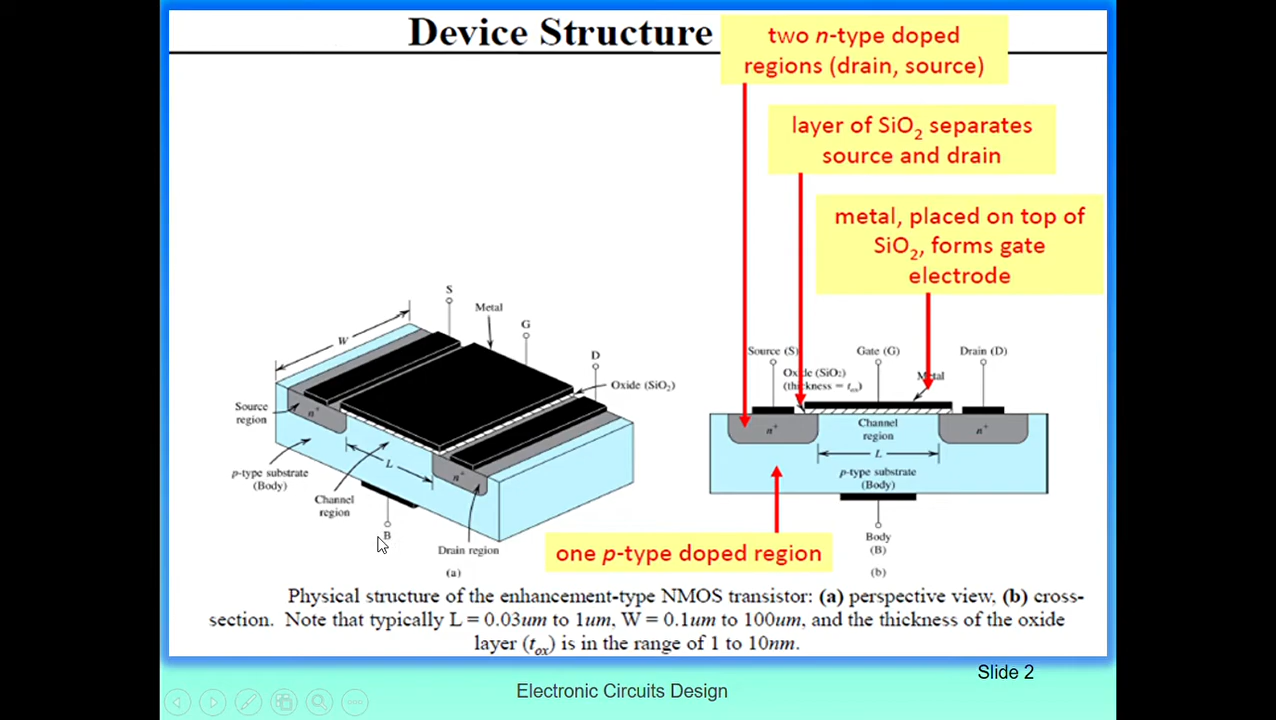 Device Structure
two n-type doped
regions (drain, source)
layer of SiO₂ separates
source and drain
metal, placed on top of
SiO₂, forms gate
electrode
S
Metal
G
W
D
Oxide (SiO₂)
Source
region
n⁺
L
n⁺
p-type substrate
(Body)
Channel
region
B
Drain region
(a)
Source (S)
Gate (G)
Drain (D)
Oxide (SiO₂)
(thickness = tₒₓ)
Metal
n⁺
Channel
region
n⁺
L
p-type substrate
(Body)
Body
(B)
(b)
one p-type doped region
Physical structure of the enhancement-type NMOS transistor: (a) perspective view, (b) cross-
section. Note that typically L = 0.03um to 1um, W = 0.1um to 100um, and the thickness of the oxide
layer (tₒₓ) is in the range of 1 to 10nm.
Slide 2
Electronic Circuits Design